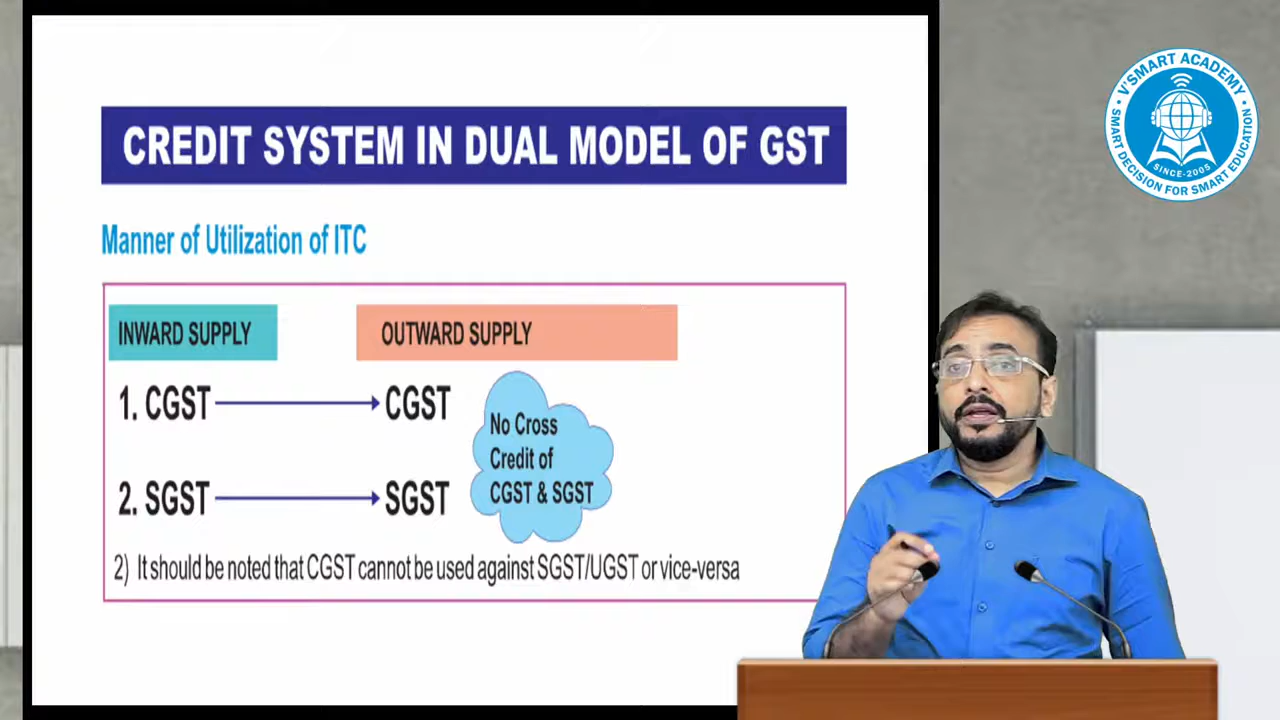 CREDIT SYSTEM IN DUAL MODEL OF GST
Manner of Utilization of ITC
INWARD SUPPLY
OUTWARD SUPPLY
1. CGST
CGST
2. SGST
SGST
No Cross
Credit of
CGST & SGST
2) It should be noted that CGST cannot be used against SGST/UGST or vice-versa
V'SMART ACADEMY
SINCE-2005
SMART DECISION FOR SMART EDUCATION